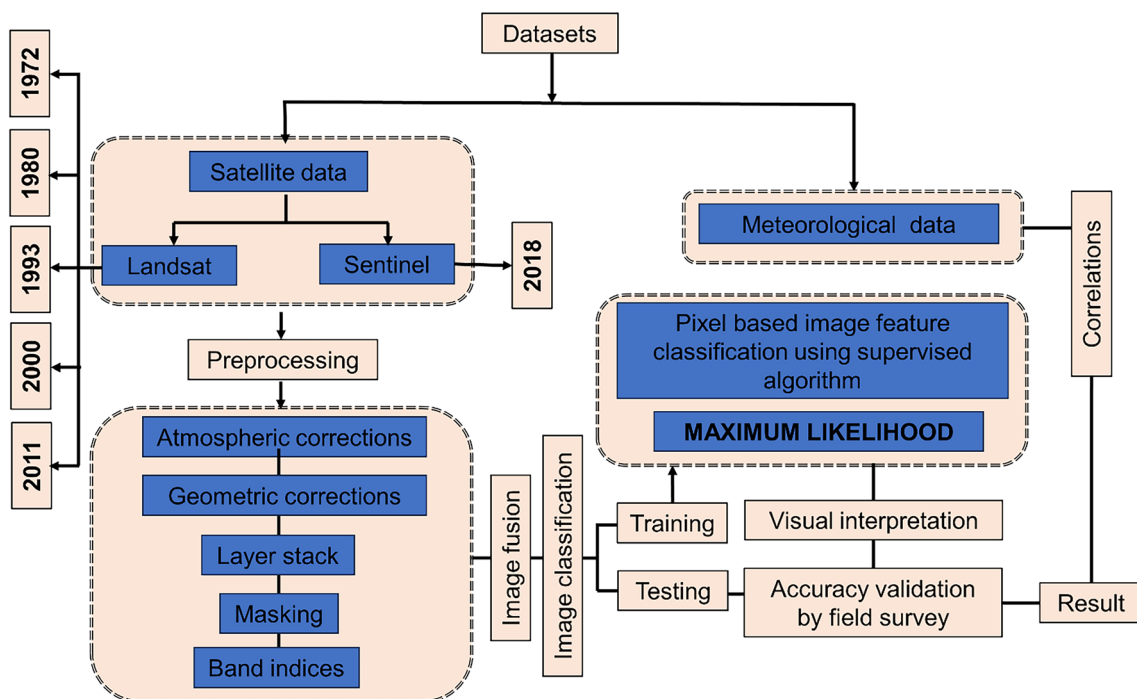 Datasets
1972
1980
1993
2000
2011
Satellite data
Landsat
Sentinel
2018
Meteorological data
Correlations
Preprocessing
Pixel based image feature
classification using supervised
algorithm
MAXIMUM LIKELIHOOD
Atmospheric corrections
Geometric corrections
Layer stack
Masking
Band indices
Image fusion
Image classification
Training
Testing
Visual interpretation
Accuracy validation
by field survey
Result